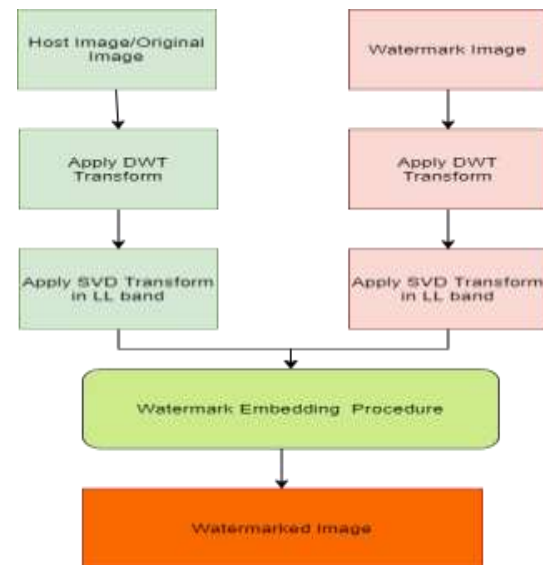 Host Image/Original
Image
Watermark Image
Apply DWT
Transform
Apply DWT
Transform
Apply SVD Transform
in LL band
Apply SVD Transform
in LL band
Watermark Embedding Procedure
Watermarked Image